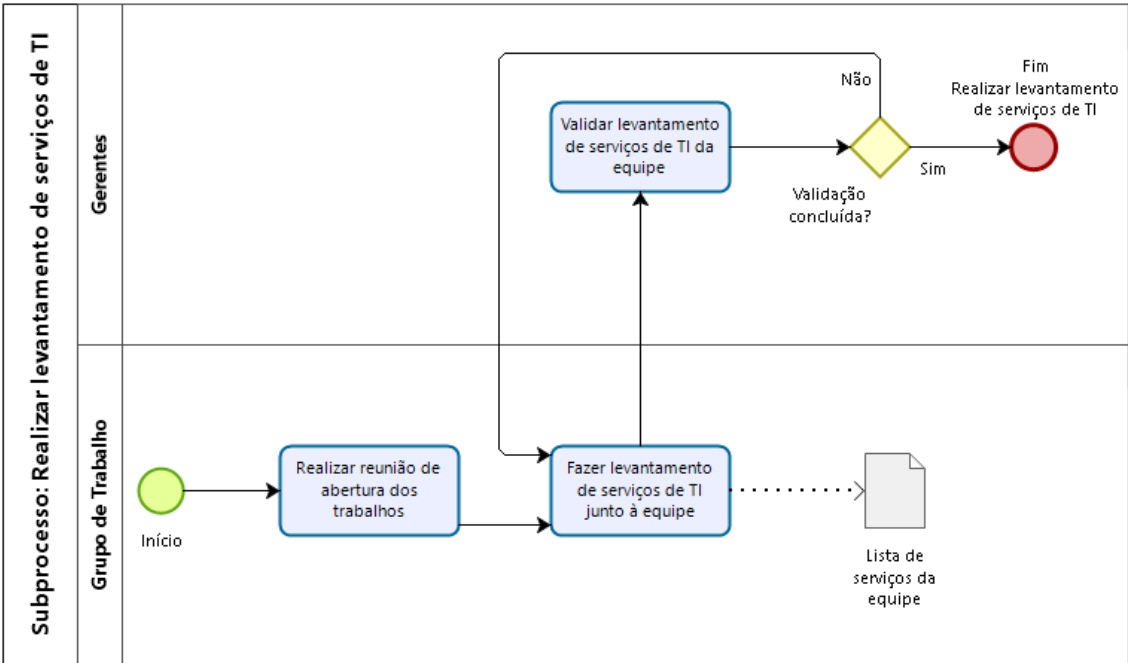 Subprocesso: Realizar levantamento de serviços de TI
Gerentes
Não
Fim
Realizar levantamento
de serviços de TI
Validar levantamento
de serviços de TI da
equipe
Sim
Validação
concluída?
Grupo de Trabalho
Início
Realizar reunião de
abertura dos
trabalhos
Fazer levantamento
de serviços de TI
junto à equipe
Lista de
serviços da
equipe